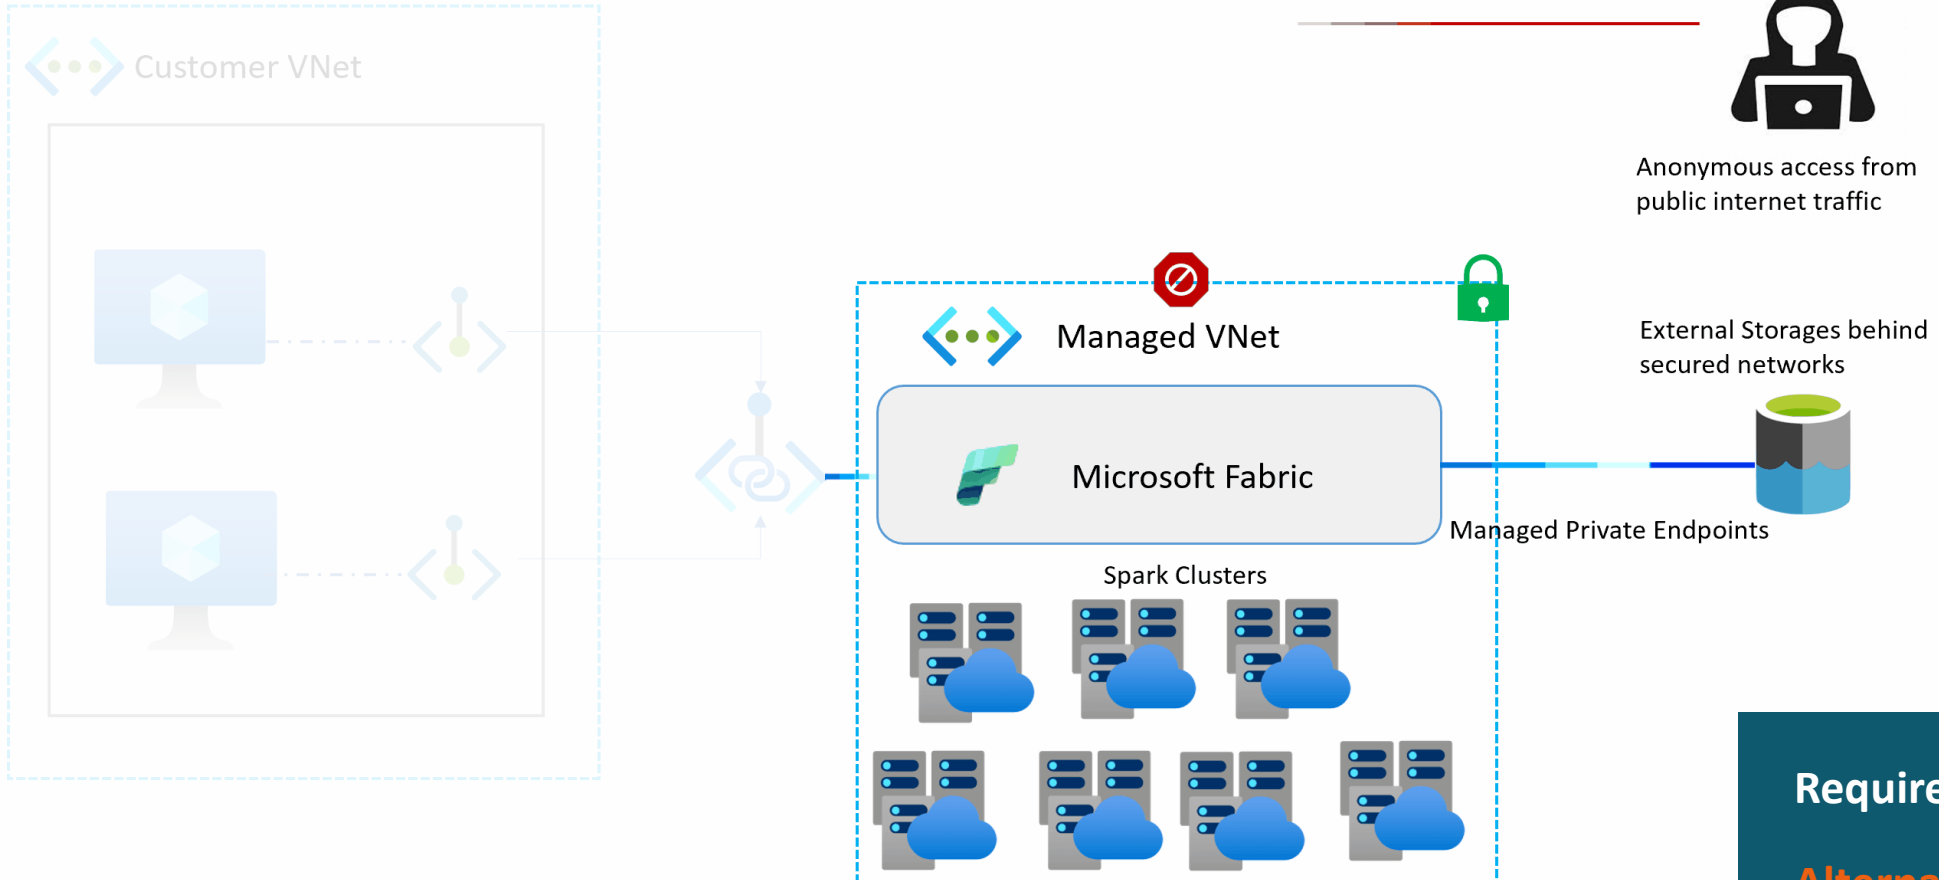 Customer VNet
Anonymous access from
public internet traffic
Managed VNet
External Storages behind
secured networks
Microsoft Fabric
Managed Private Endpoints
Spark Clusters